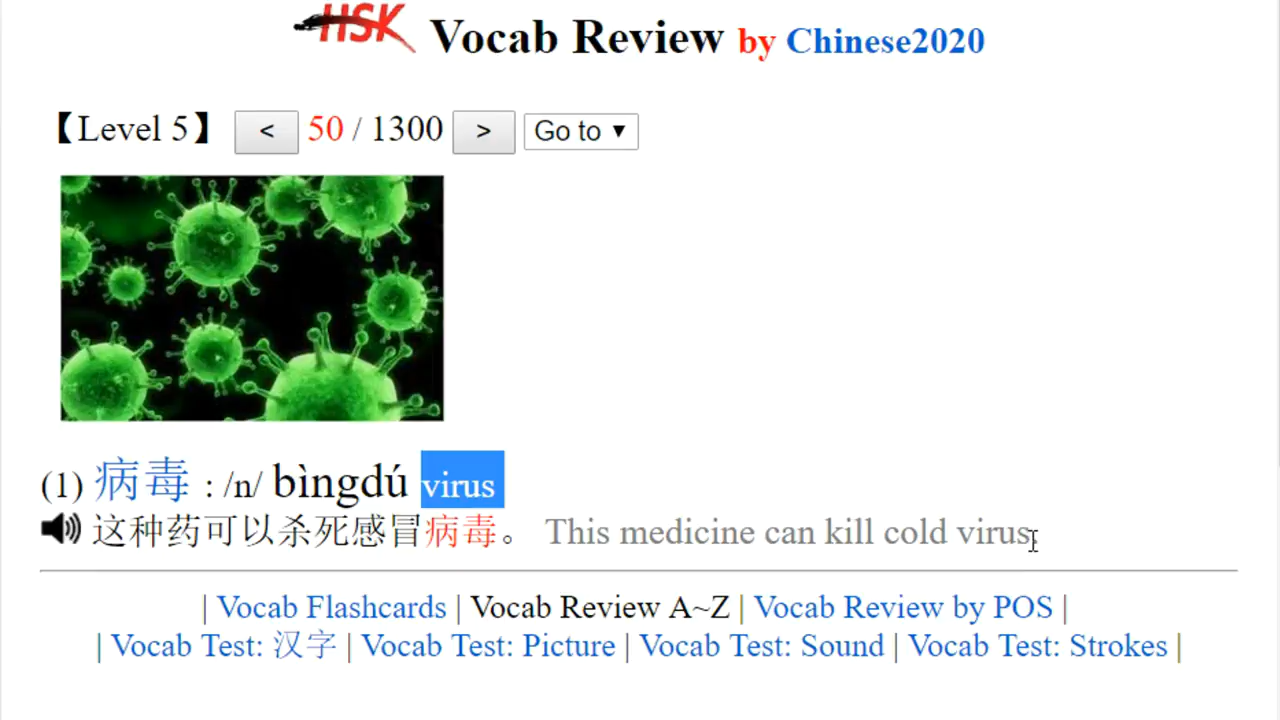 HSK Vocab Review by Chinese2020
【Level 5】 < 50 / 1300 > Go to ▼
(1) 病毒 : /n/ bìngdú virus
这种药可以杀死感冒病毒。 This medicine can kill cold virus.
| Vocab Flashcards | Vocab Review A~Z | Vocab Review by POS |
| Vocab Test: 汉字 | Vocab Test: Picture | Vocab Test: Sound | Vocab Test: Strokes |